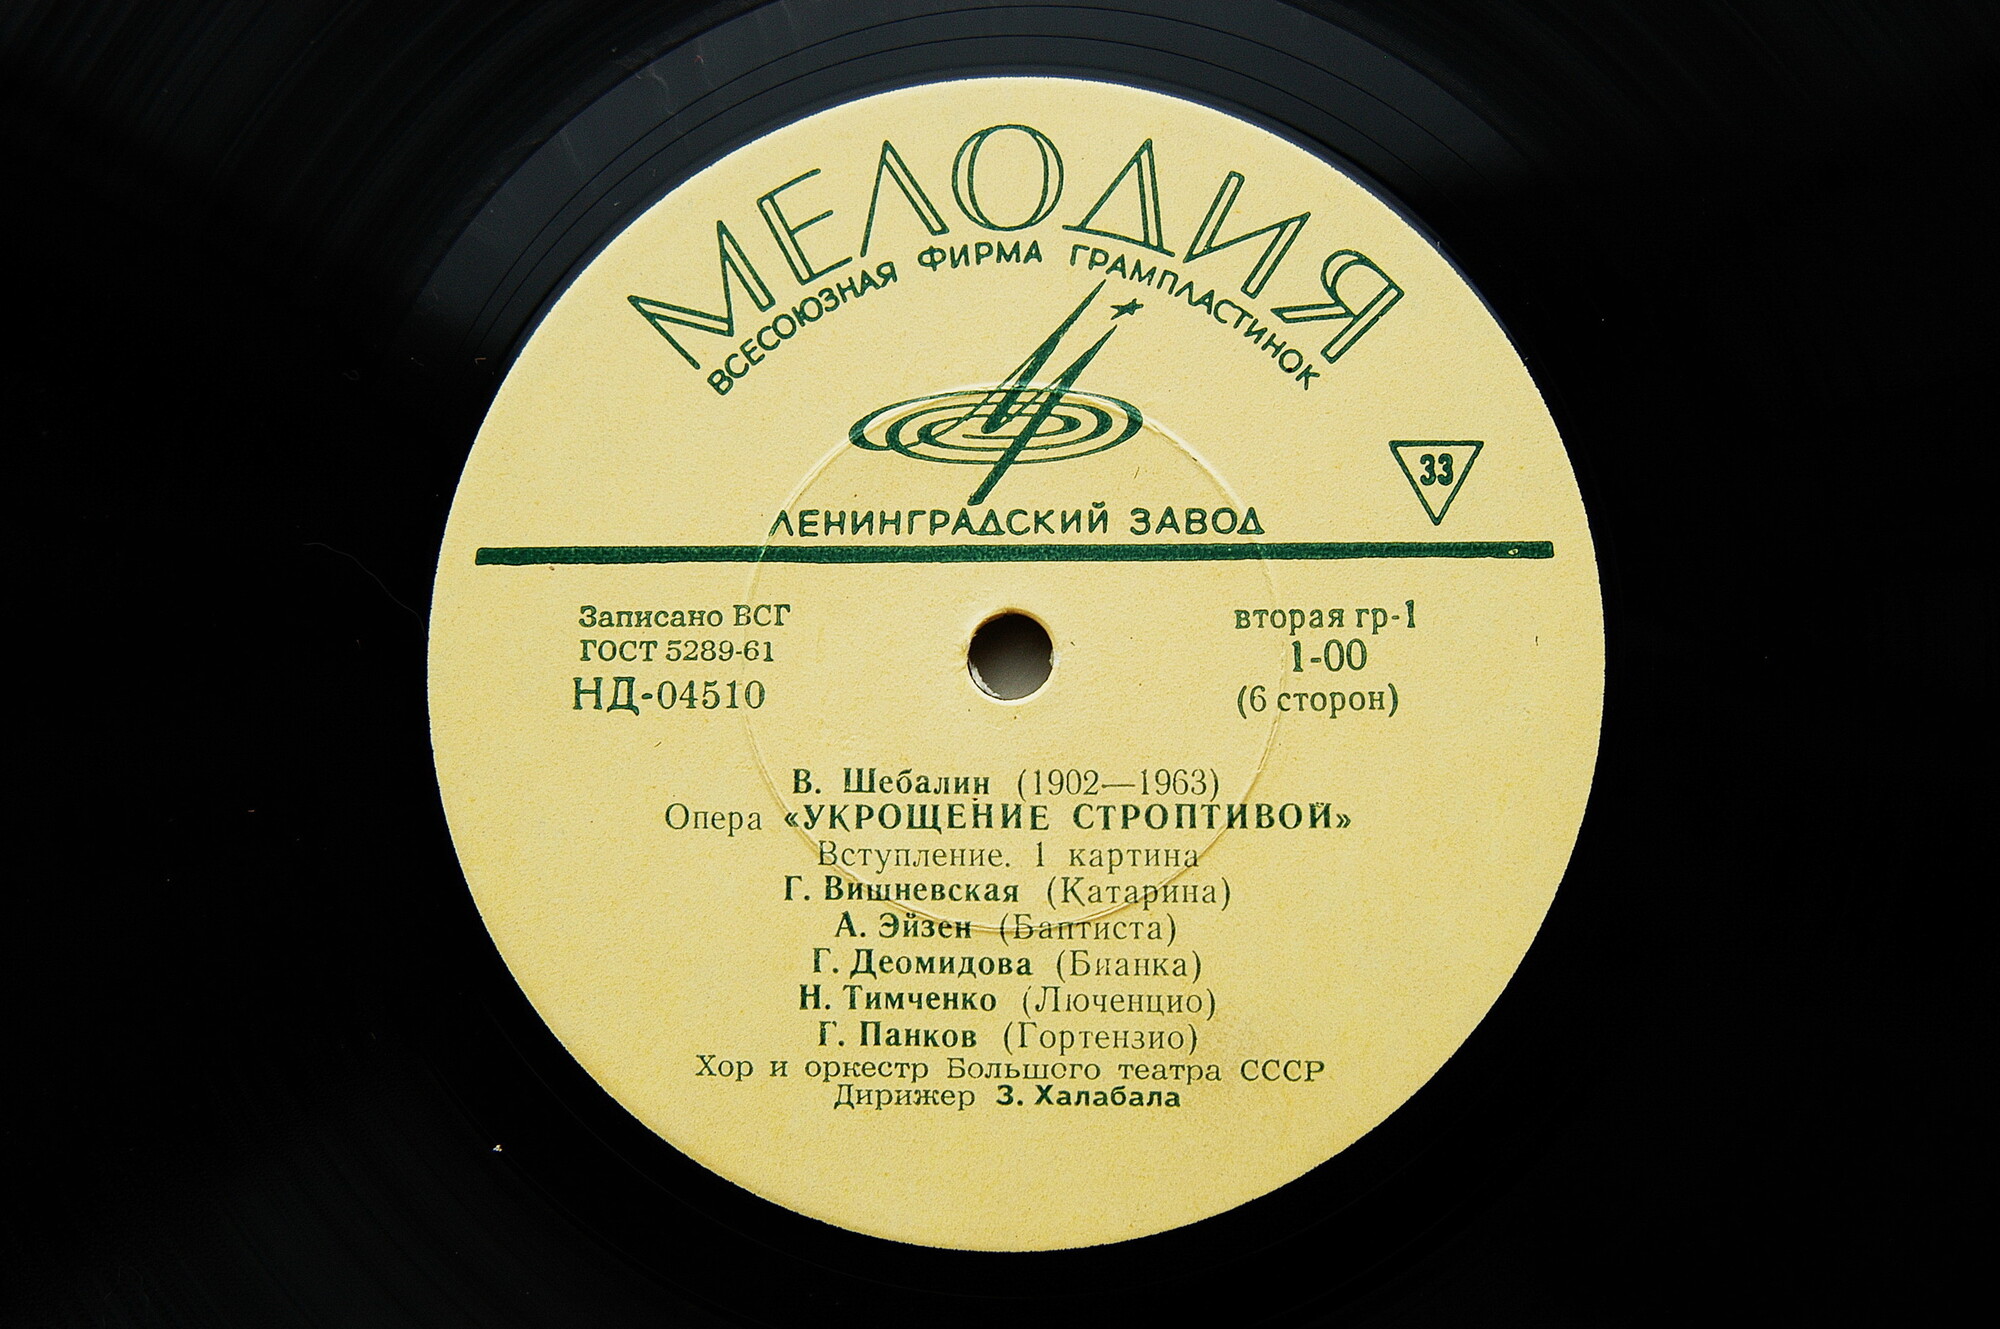 МЕЛОДИЯ
ВСЕСОЮЗНАЯ ФИРМА ГРАМПЛАСТИНОК
33
ЛЕНИНГРАДСКИЙ ЗАВОД
Записано ВСГ
ГОСТ 5289-61
НД-04510
вторая гр-1
1-00
(6 сторон)
В. Шебалин (1902—1963)
Опера «УКРОЩЕНИЕ СТРОПТИВОЙ»
Вступление. 1 картина
Г. Вишневская (Катарина)
А. Эйзен (Баптиста)
Г. Деомидова (Бианка)
Н. Тимченко (Люченцио)
Г. Панков (Гортензио)
Хор и оркестр Большого театра СССР
Дирижер З. Халабала